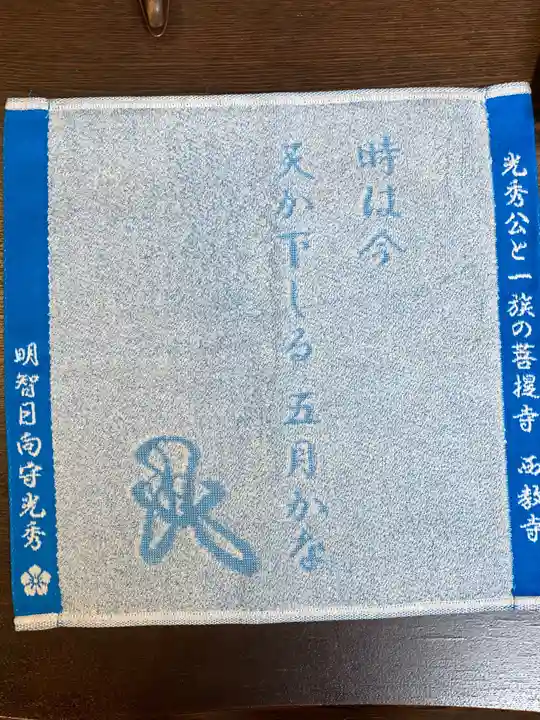 光秀公と一族の菩提寺 西教寺
時は今
天か下しる 五月かな
明智日向守光秀